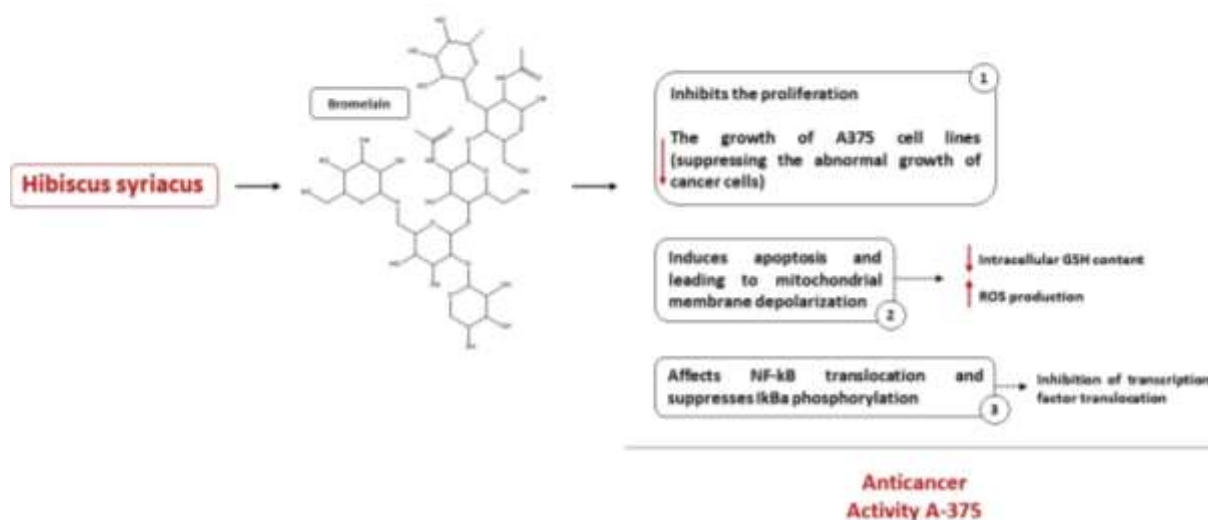 Hibiscus syriacus
Bromelain
1
Inhibits the proliferation
The growth of A375 cell lines
(suppressing the abnormal growth of
cancer cells)
Induces apoptosis and
leading to mitochondrial
membrane depolarization
2
Intracellular GSH content
ROS production
Affects NF-kB translocation and
suppresses IkBa phosphorylation
3
Inhibition of transcription
factor translocation
Anticancer
Activity A-375